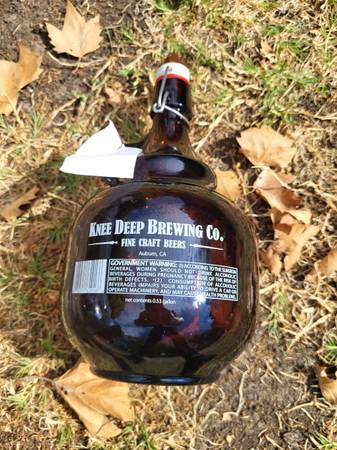 KNEE DEEP BREWING CO.
FINE CRAFT BEERS
Auburn, CA
GOVERNMENT WARNING: (1) ACCORDING TO THE SURGEON
GENERAL, WOMEN SHOULD NOT DRINK ALCOHOLIC
BEVERAGES DURING PREGNANCY BECAUSE OF THE RISK OF
BIRTH DEFECTS. (2) CONSUMPTION OF ALCOHOLIC
BEVERAGES IMPAIRS YOUR ABILITY TO DRIVE A CAR OR
OPERATE MACHINERY, AND MAY CAUSE HEALTH PROBLEMS.
net contents 0.53 gallon